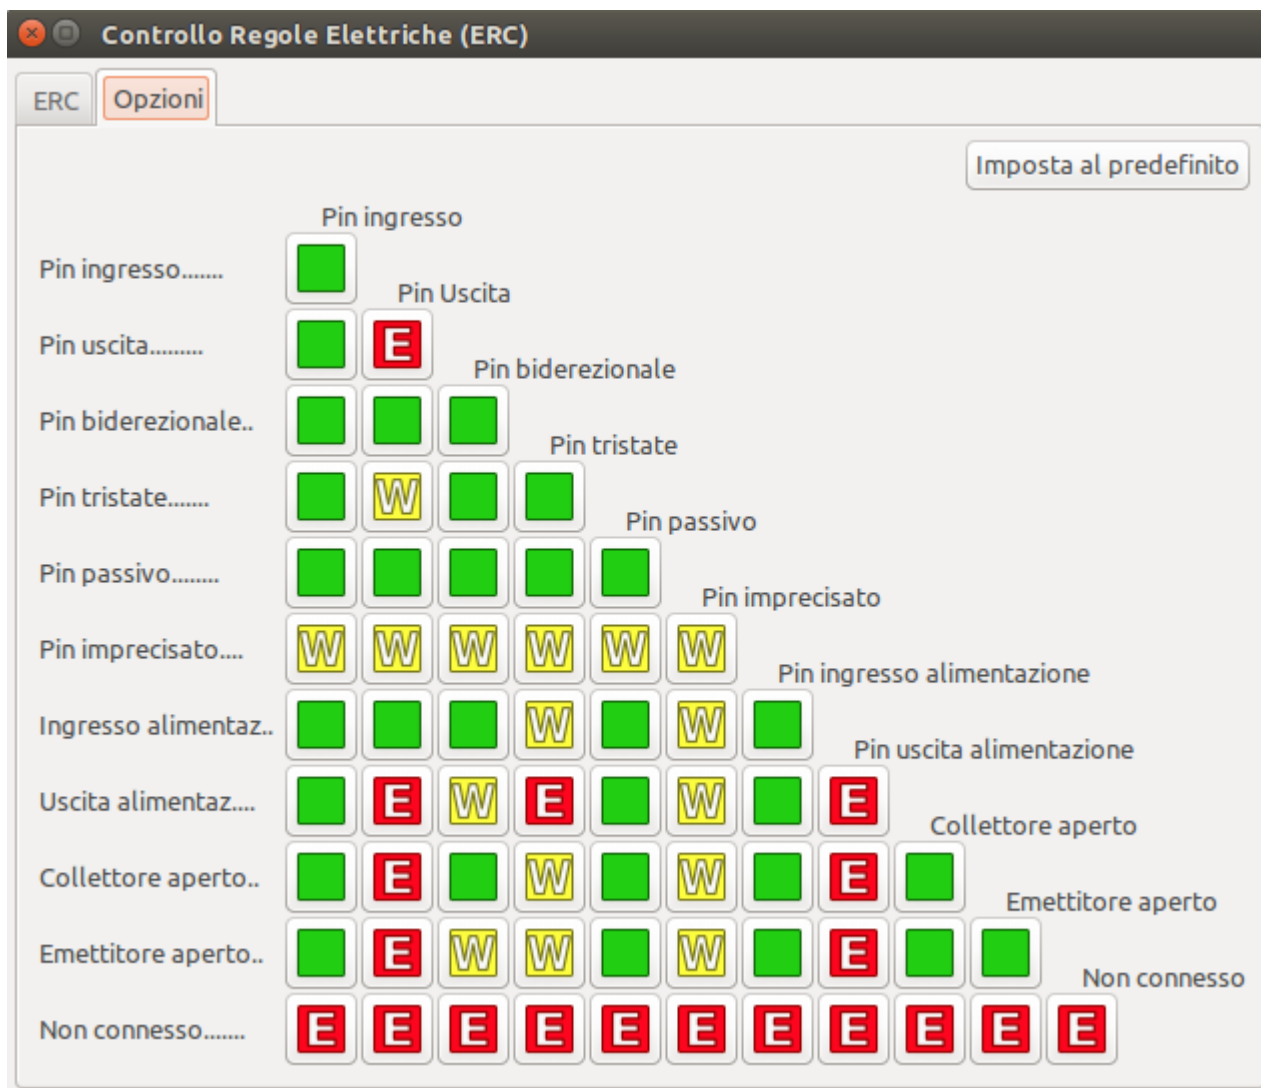 Controllo Regole Elettriche (ERC)
ERC Opzioni
Imposta al predefinito
Pin ingresso
Pin ingresso.......
Pin Uscita
Pin uscita......... E
Pin biderezionale
Pin biderezionale..
Pin tristate
Pin tristate....... W
Pin passivo
Pin passivo........
Pin imprecisato
Pin imprecisato.... W W W W W W
Pin ingresso alimentazione
Ingresso alimentaz.. W W
Pin uscita alimentazione
Uscita alimentaz.... E W E W E
Collettore aperto
Collettore aperto.. E W W E
Emettitore aperto
Emettitore aperto.. E W W W E
Non connesso
Non connesso....... E E E E E E E E E E E